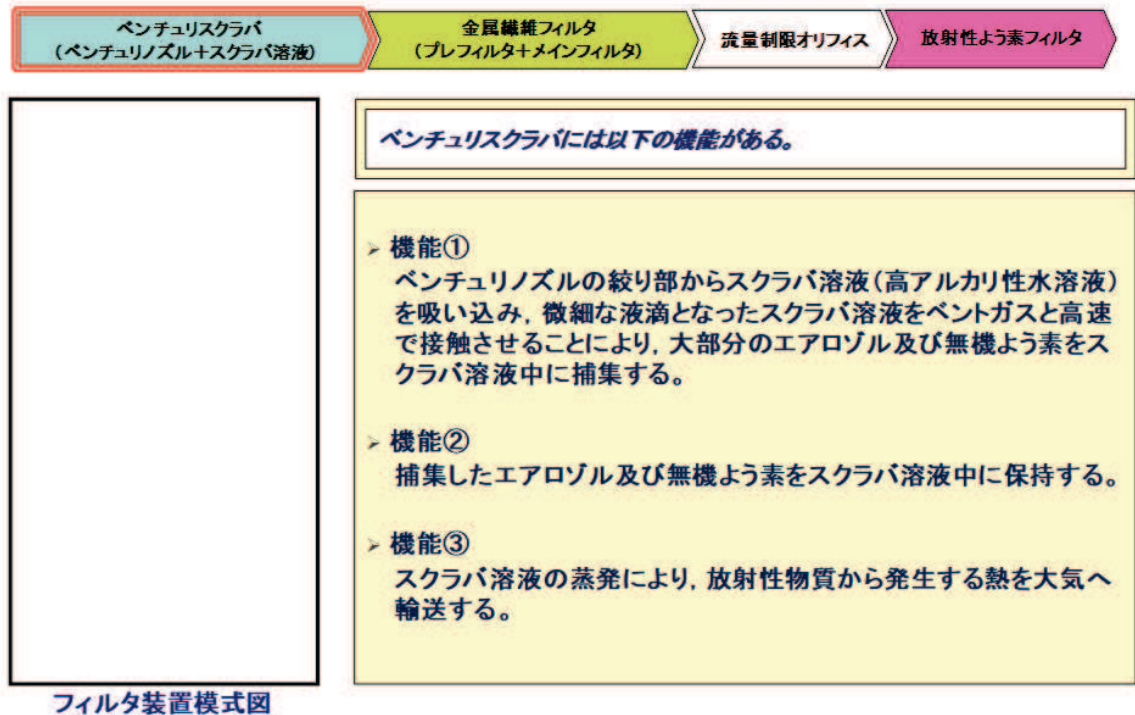 ベンチュリスクラバ
(ベンチュリノズル+スクラバ溶液)
金属繊維フィルタ
(プレフィルタ+メインフィルタ)
流量制限オリフィス
放射性よう素フィルタ
ベンチュリスクラバには以下の機能がある。
➢ 機能①
ベンチュリノズルの絞り部からスクラバ溶液(高アルカリ性水溶液)
を吸い込み，微細な液滴となったスクラバ溶液をベントガスと高速
で接触させることにより，大部分のエアロゾル及び無機よう素をス
クラバ溶液中に捕集する。
➢ 機能②
捕集したエアロゾル及び無機よう素をスクラバ溶液中に保持する。
➢ 機能③
スクラバ溶液の蒸発により，放射性物質から発生する熱を大気へ
輸送する。
フィルタ装置模式図